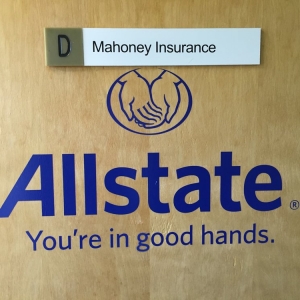 D Mahoney Insurance
Allstate®
You're in good hands.